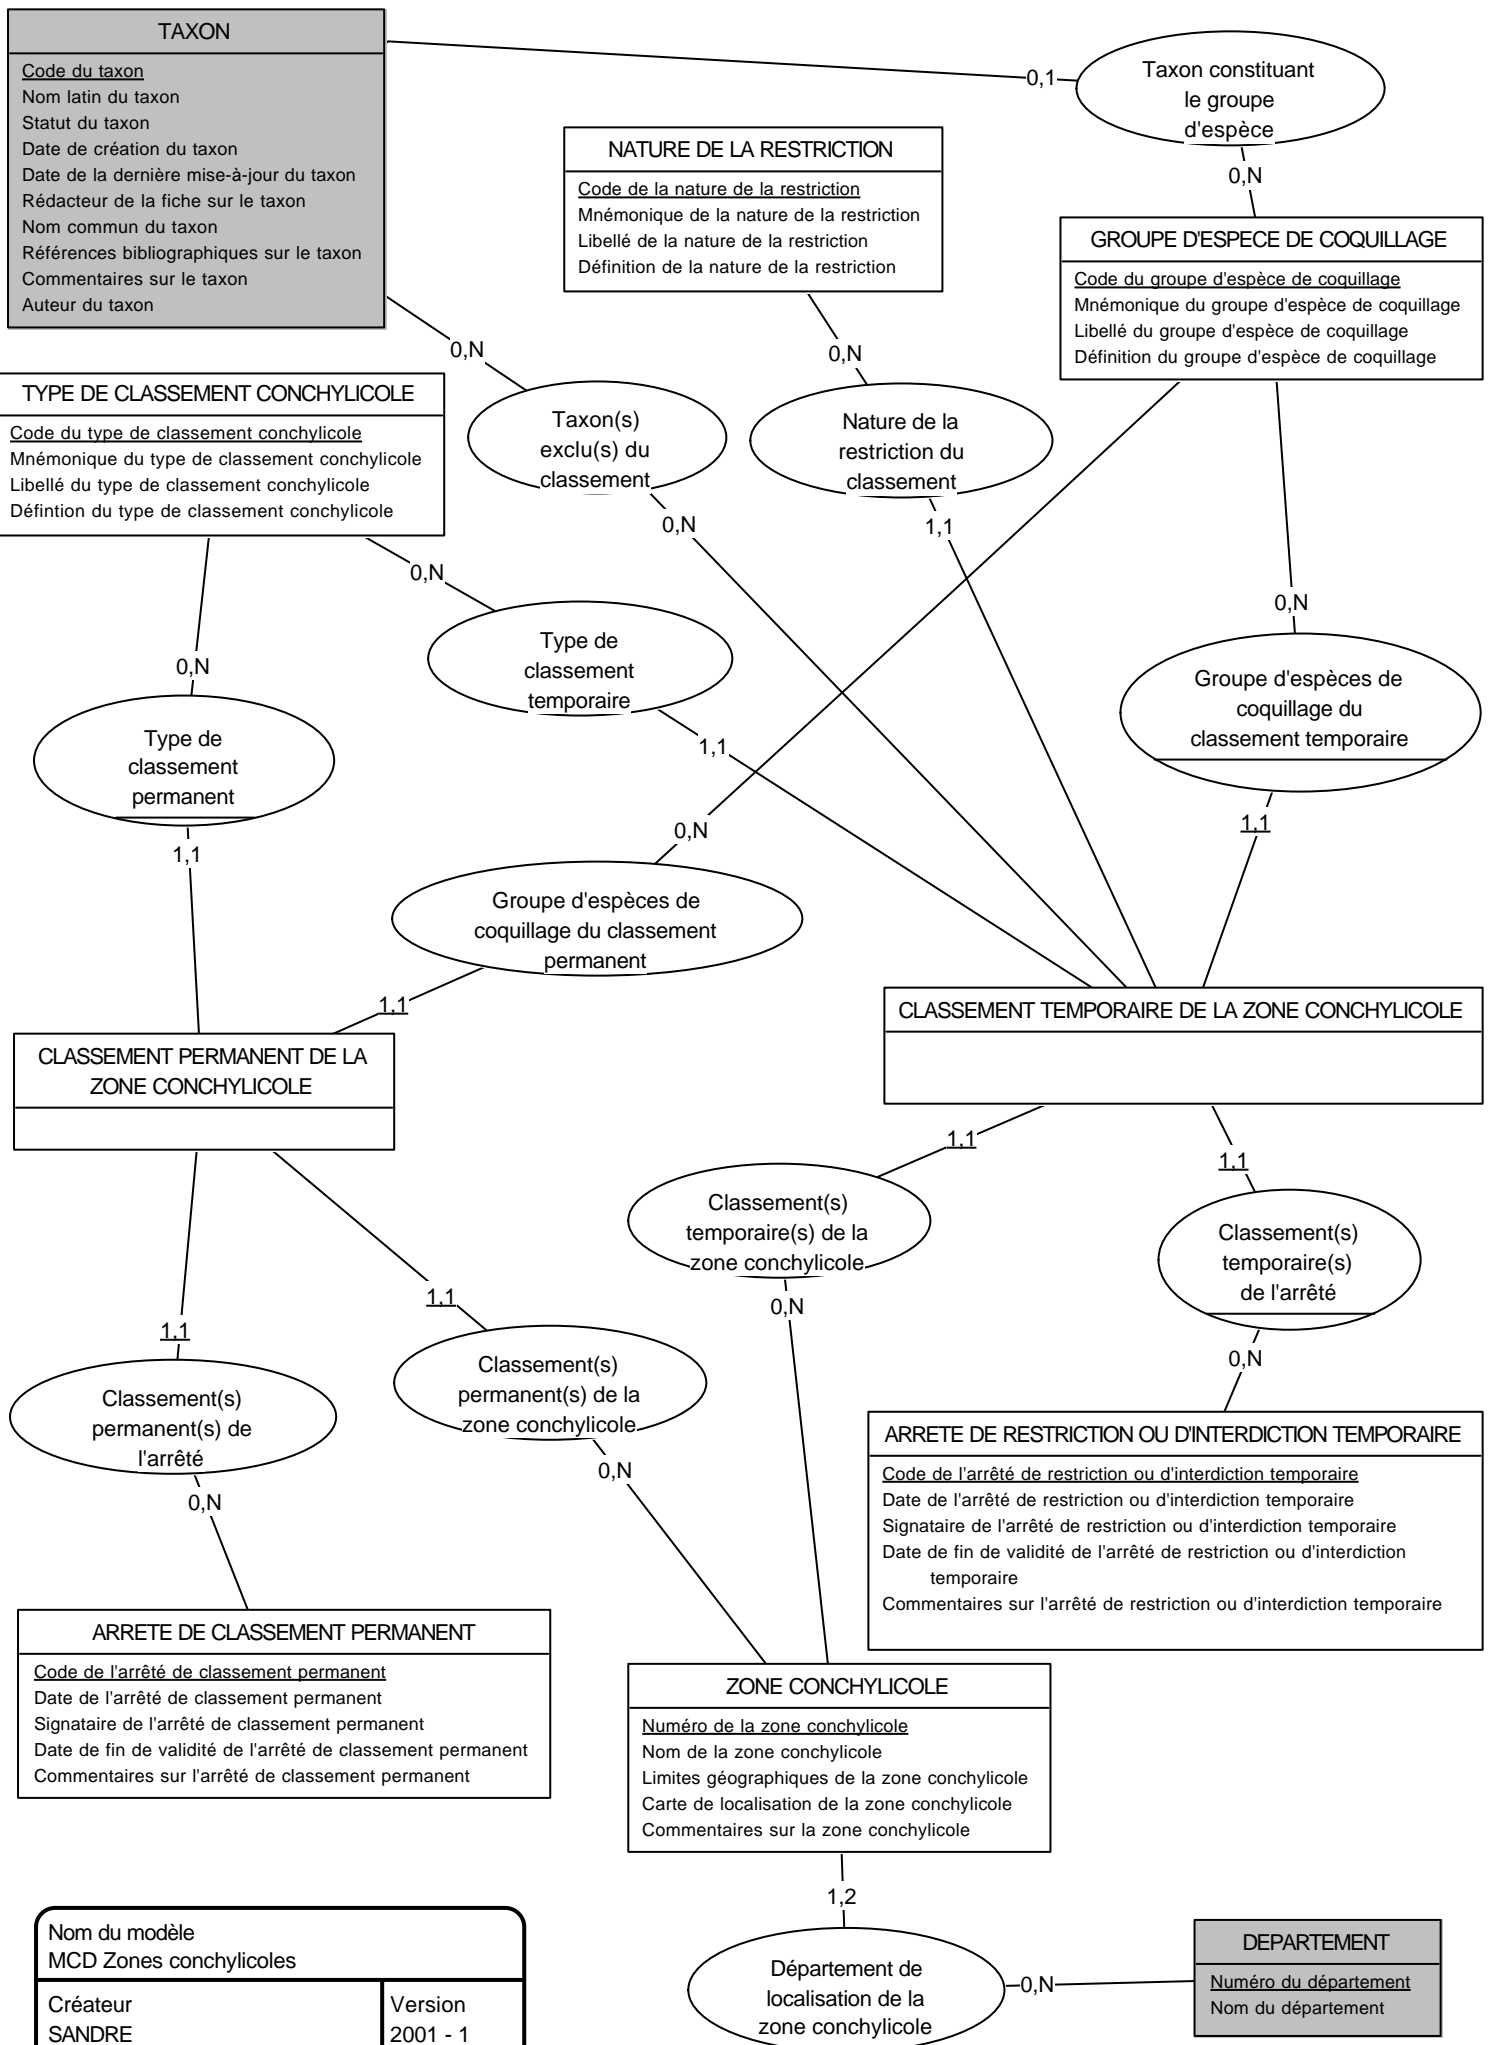 TAXON
Code du taxon
Nom latin du taxon
Statut du taxon
Date de création du taxon
Date de la dernière mise-à-jour du taxon
Rédacteur de la fiche sur le taxon
Nom commun du taxon
Références bibliographiques sur le taxon
Commentaires sur le taxon
Auteur du taxon
0,1
Taxon constituant
le groupe
d'espèce
0,N
NATURE DE LA RESTRICTION
Code de la nature de la restriction
Mnémonique de la nature de la restriction
Libellé de la nature de la restriction
Définition de la nature de la restriction
GROUPE D'ESPECE DE COQUILLAGE
Code du groupe d'espèce de coquillage
Mnémonique du groupe d'espèce de coquillage
Libellé du groupe d'espèce de coquillage
Définition du groupe d'espèce de coquillage
0,N
0,N
TYPE DE CLASSEMENT CONCHYLICOLE
Code du type de classement conchylicole
Mnémonique du type de classement conchylicole
Libellé du type de classement conchylicole
Défintion du type de classement conchylicole
Taxon(s)
exclu(s) du
classement
0,N
Nature de la
restriction du
classement
1,1
0,N
0,N
0,N
Type de
classement
temporaire
1,1
Groupe d'espèces de
coquillage du
classement temporaire
1,1
Type de
classement
permanent
1,1
0,N
Groupe d'espèces de
coquillage du classement
permanent
1,1
CLASSEMENT PERMANENT DE LA
ZONE CONCHYLICOLE
CLASSEMENT TEMPORAIRE DE LA ZONE CONCHYLICOLE
1,1
1,1
Classement(s)
temporaire(s) de la
zone conchylicole
0,N
Classement(s)
temporaire(s)
de l'arrêté
0,N
1,1
1,1
Classement(s)
permanent(s) de
l'arrêté
0,N
Classement(s)
permanent(s) de la
zone conchylicole
0,N
ARRETE DE RESTRICTION OU D'INTERDICTION TEMPORAIRE
Code de l'arrêté de restriction ou d'interdiction temporaire
Date de l'arrêté de restriction ou d'interdiction temporaire
Signataire de l'arrêté de restriction ou d'interdiction temporaire
Date de fin de validité de l'arrêté de restriction ou d'interdiction
temporaire
Commentaires sur l'arrêté de restriction ou d'interdiction temporaire
ARRETE DE CLASSEMENT PERMANENT
Code de l'arrêté de classement permanent
Date de l'arrêté de classement permanent
Signataire de l'arrêté de classement permanent
Date de fin de validité de l'arrêté de classement permanent
Commentaires sur l'arrêté de classement permanent
ZONE CONCHYLICOLE
Numéro de la zone conchylicole
Nom de la zone conchylicole
Limites géographiques de la zone conchylicole
Carte de localisation de la zone conchylicole
Commentaires sur la zone conchylicole
1,2
Département de
localisation de la
zone conchylicole
0,N
DEPARTEMENT
Numéro du département
Nom du département
Nom du modèle
MCD Zones conchylicoles
Créateur
SANDRE
Version
2001 - 1